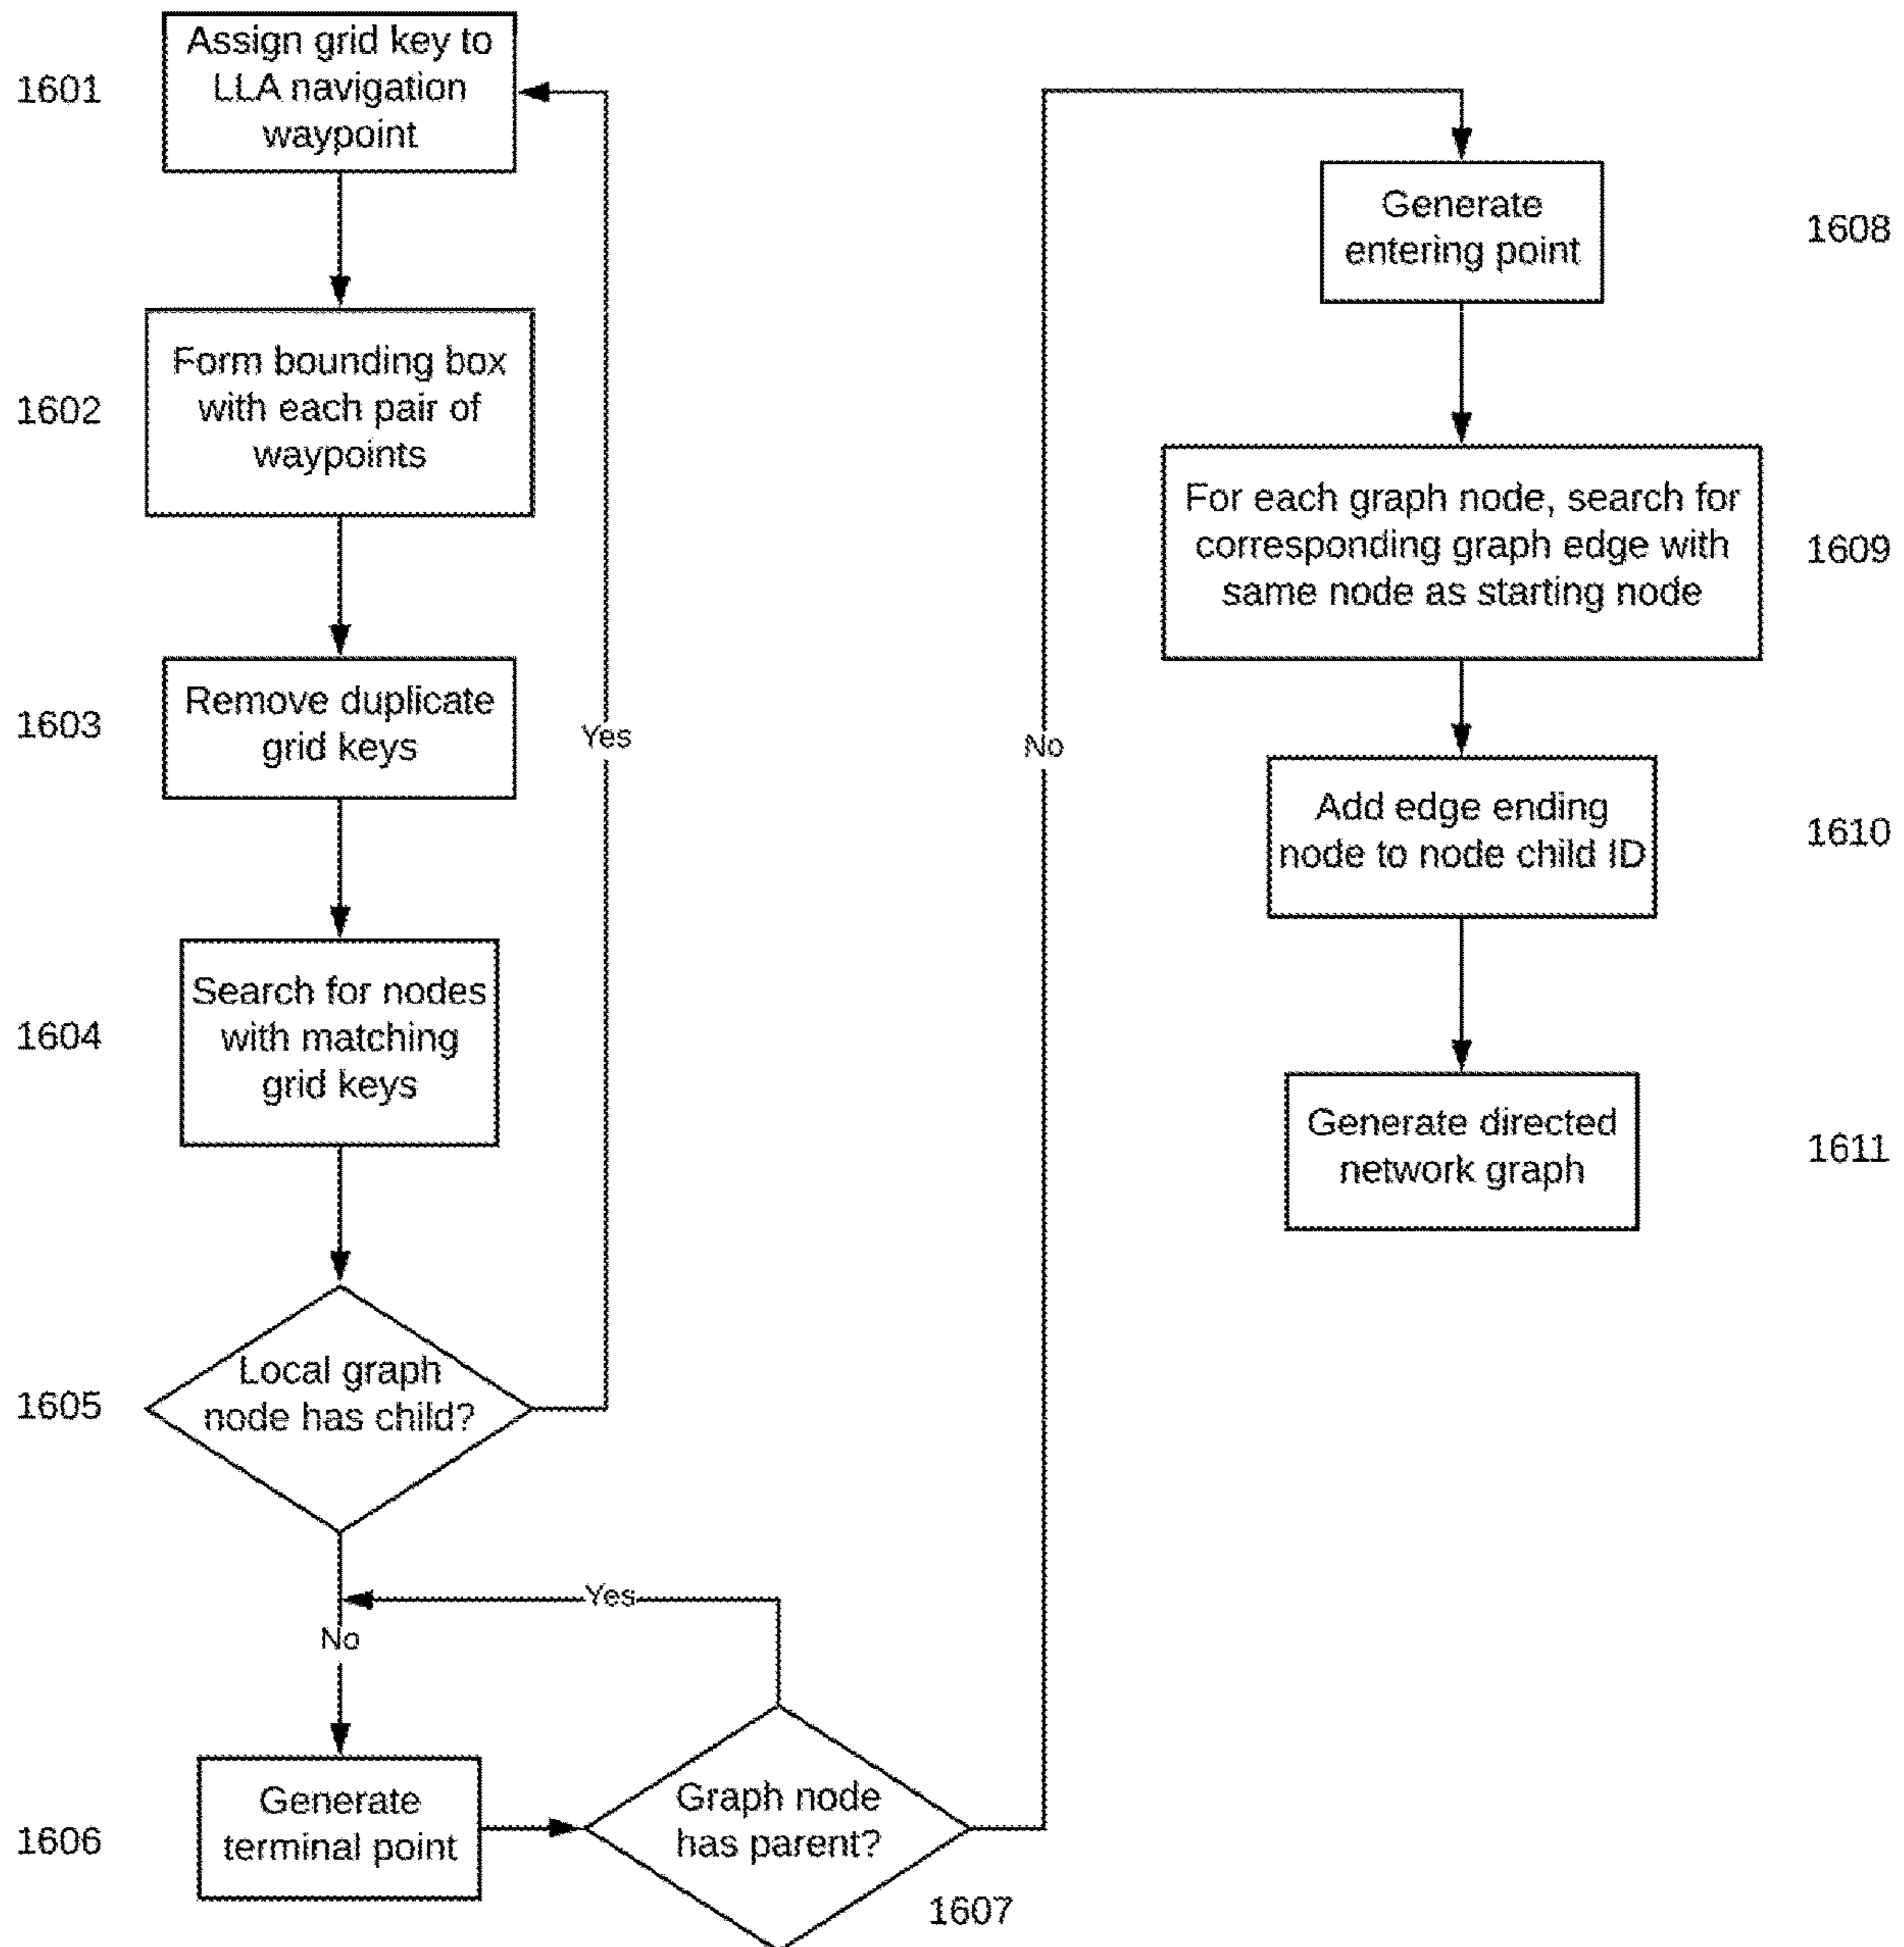 1601
Assign grid key to
LLA navigation
waypoint
1602
Form bounding box
with each pair of
waypoints
1603
Remove duplicate
grid keys
Yes
1604
Search for nodes
with matching
grid keys
1605
Local graph
node has child?
Yes
No
1606
Generate
terminal point
Graph node
has parent?
1607
No
Generate
entering point
1608
For each graph node, search for
corresponding graph edge with
same node as starting node
1609
Add edge ending
node to node child ID
1610
Generate directed
network graph
1611